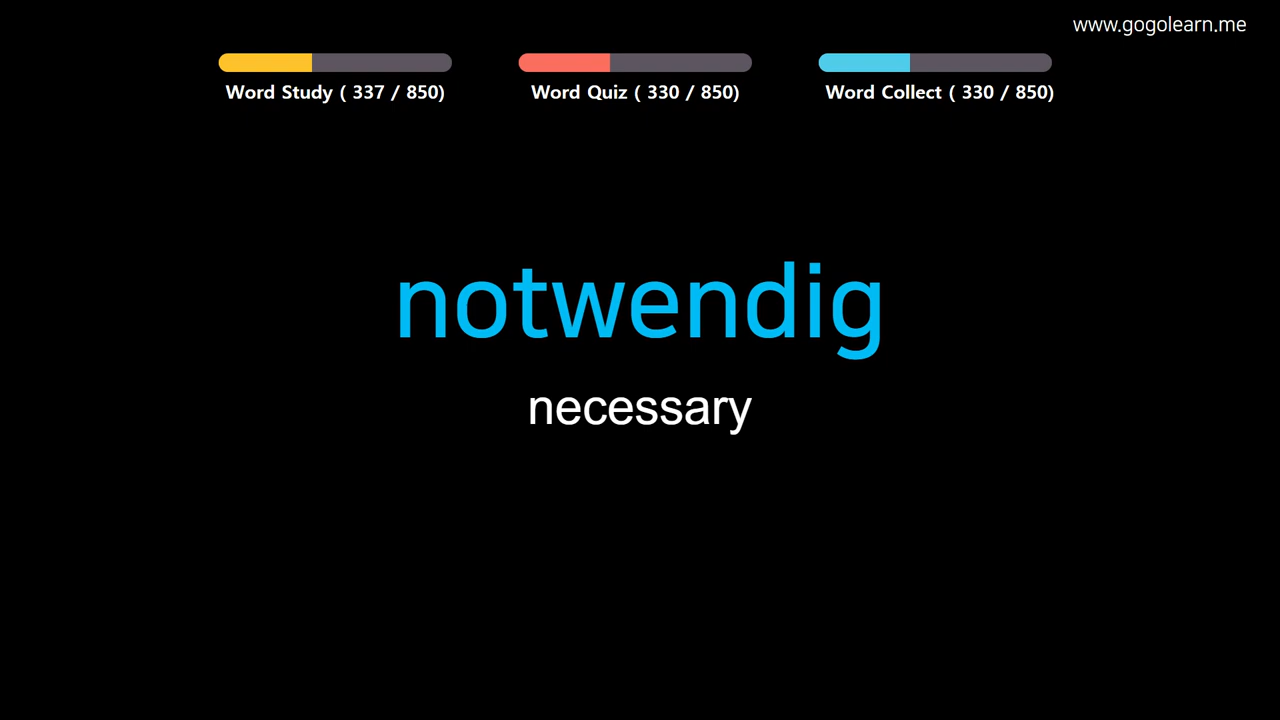 www.gogolearn.me
Word Study ( 337 / 850)
Word Quiz ( 330 / 850)
Word Collect ( 330 / 850)
notwendig
necessary